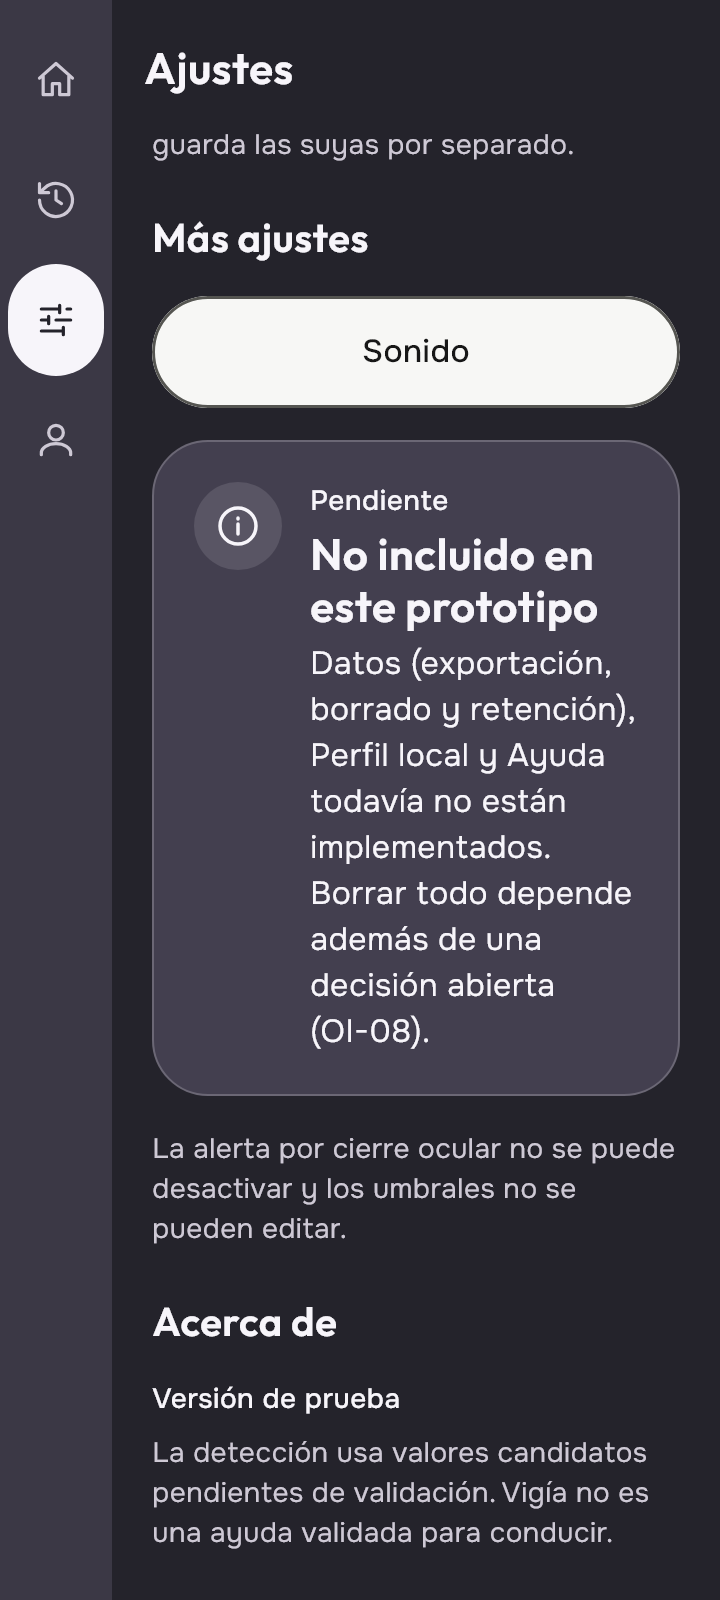 Ajustes
guarda las suyas por separado.
Más ajustes
Sonido
Pendiente
No incluido en
este prototipo
Datos (exportación,
borrado y retención),
Perfil local y Ayuda
todavía no están
implementados.
Borrar todo depende
además de una
decisión abierta
(OI-08).
La alerta por cierre ocular no se puede
desactivar y los umbrales no se
pueden editar.
Acerca de
Versión de prueba
La detección usa valores candidatos
pendientes de validación. Vigía no es
una ayuda validada para conducir.